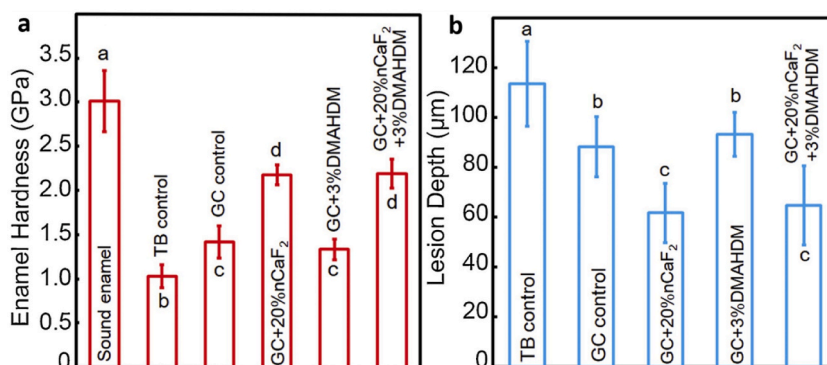 a
Enamel Hardness (GPa)
3.5
3.0
2.5
2.0
1.5
1.0
0.5
0
a
Sound enamel
TB control
b
GC control
c
d
GC+20%nCaF₂
GC+3%DMAHDM
c
GC+20%nCaF₂
+3%DMAHDM
d
b
Lesion Depth (μm)
120
100
80
60
40
20
0
a
TB control
b
GC control
c
GC+20%nCaF₂
b
GC+3%DMAHDM
GC+20%nCaF₂
+3%DMAHDM
c